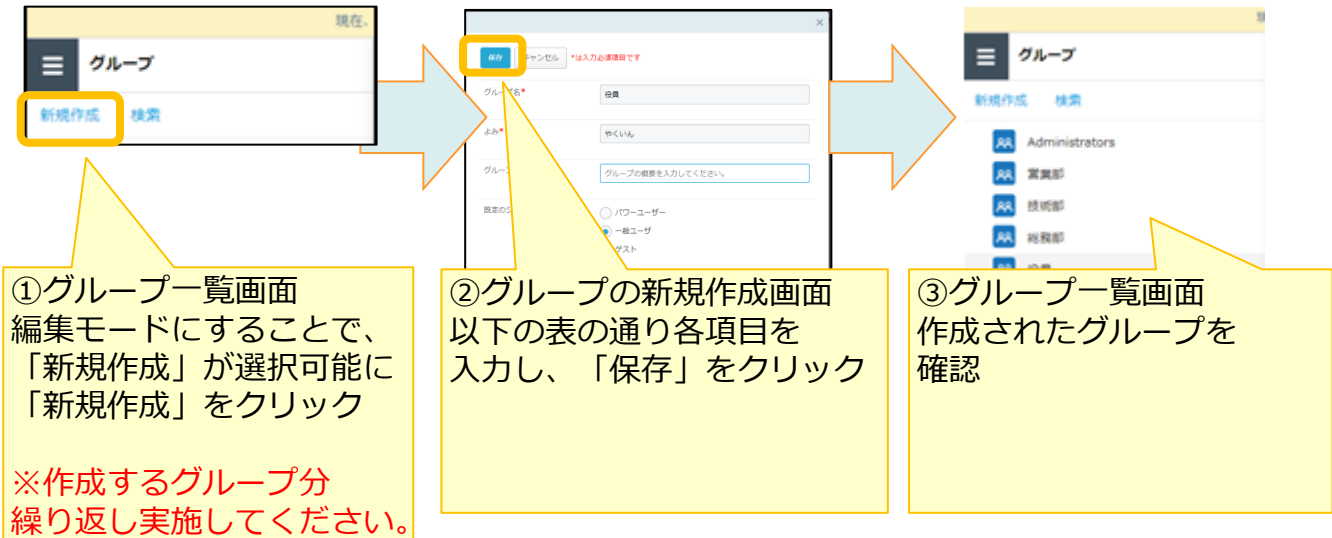 現在、
グループ
新規作成 検索
①グループ一覧画面
編集モードにすることで、
「新規作成」が選択可能に
「新規作成」をクリック
※作成するグループ分
繰り返し実施してください。
×
保存 キャンセル *は入力必須項目です
グループ名* 役員
よみ* やくいん
グルー
グループの概要を入力してください。
既定の
パワーユーザー
一般ユーザ
ゲスト
②グループの新規作成画面
以下の表の通り各項目を
入力し、「保存」をクリック
グループ
新規作成 検索
Administrators
営業部
技術部
総務部
③グループ一覧画面
作成されたグループを
確認